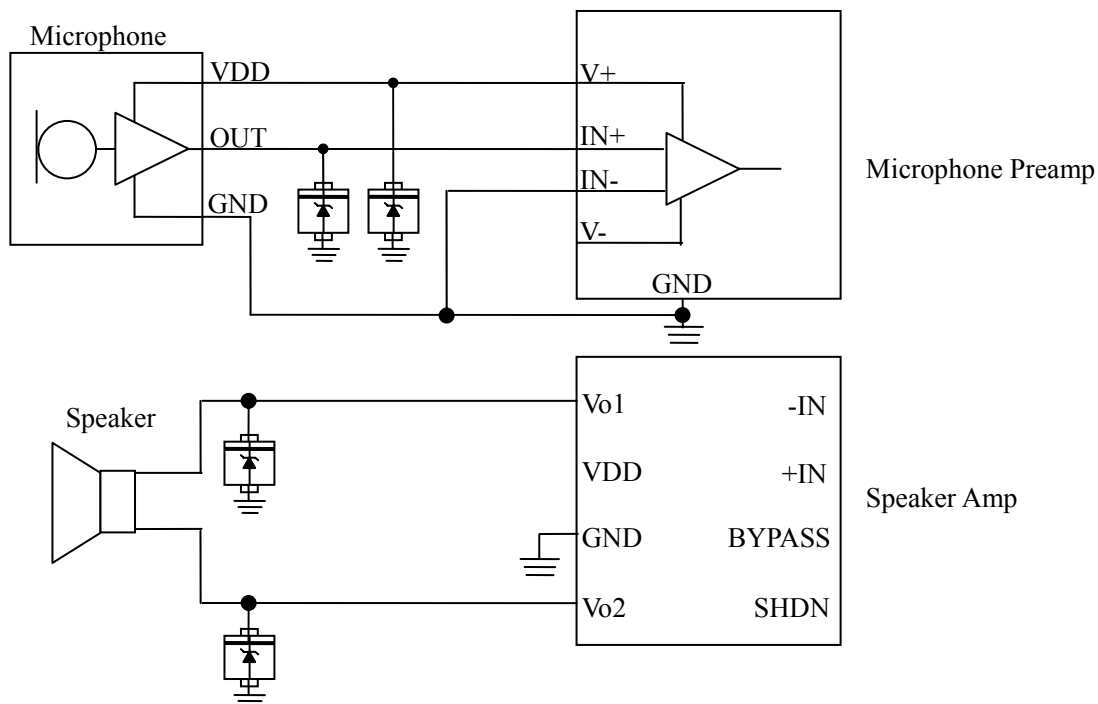 Microphone
VDD
V+
OUT
IN+
Microphone Preamp
IN-
GND
V-
GND
Speaker
Vo1
-IN
VDD
+IN
Speaker Amp
GND
BYPASS
Vo2
SHDN